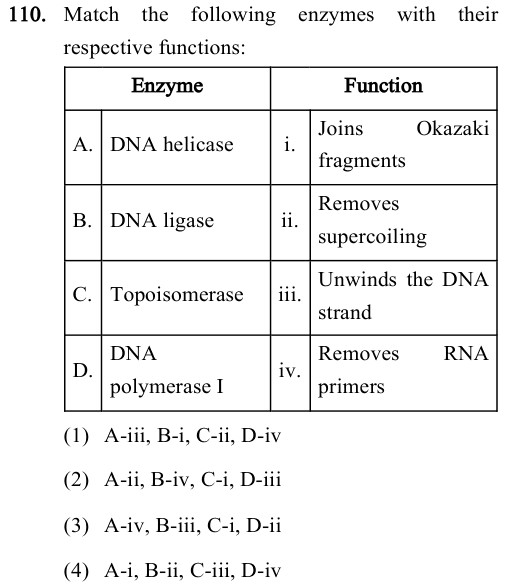 110. Match the following enzymes with their
respective functions:
Enzyme Function
A. DNA helicase i. Joins Okazaki
fragments
B. DNA ligase ii. Removes
supercoiling
C. Topoisomerase iii. Unwinds the DNA
strand
D. DNA
polymerase I iv. Removes RNA
primers
(1) A-iii, B-i, C-ii, D-iv
(2) A-ii, B-iv, C-i, D-iii
(3) A-iv, B-iii, C-i, D-ii
(4) A-i, B-ii, C-iii, D-iv